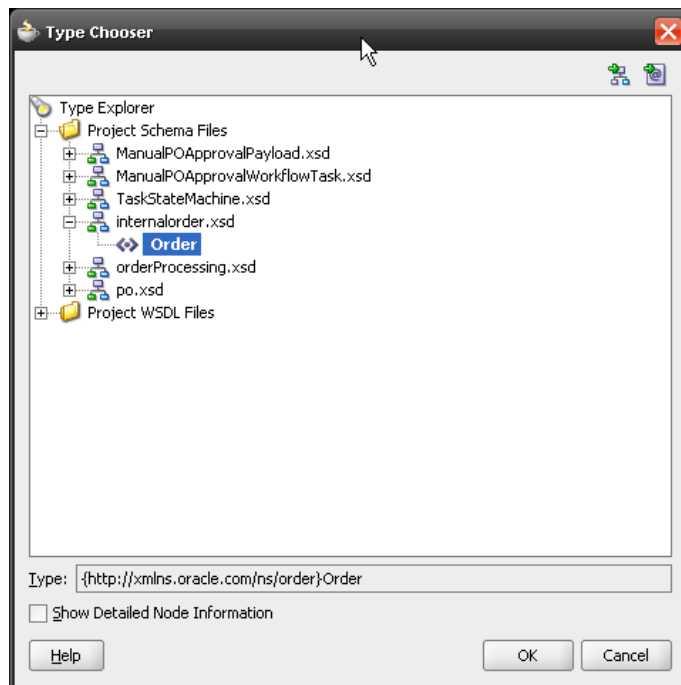 Type Chooser
Type Explorer
Project Schema Files
ManualPOApprovalPayload.xsd
ManualPOApprovalWorkflowTask.xsd
TaskStateMachine.xsd
internalorder.xsd
Order
orderProcessing.xsd
po.xsd
Project WSDL Files
Type: {http://xmlns.oracle.com/ns/order}Order
Show Detailed Node Information
Help OK Cancel